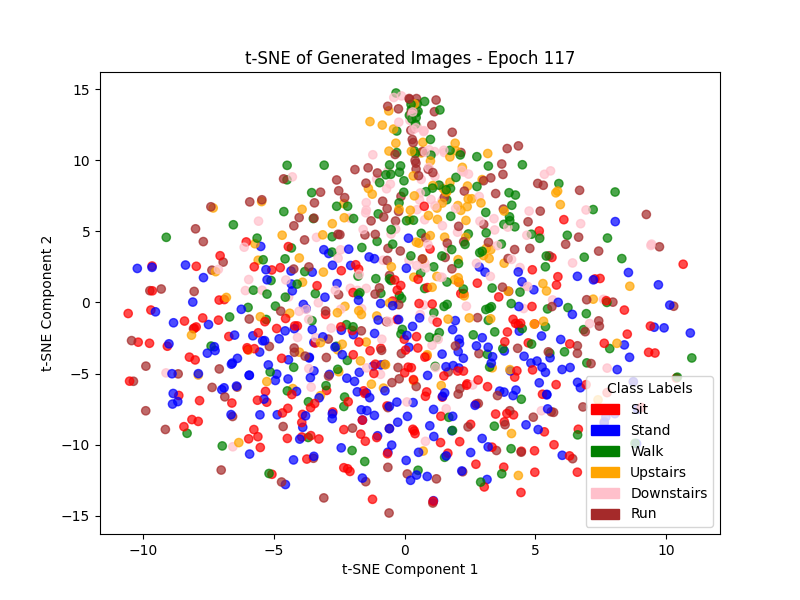 t-SNE of Generated Images - Epoch 117
t-SNE Component 2
15
10
5
0
−5
−10
−15
−10
−5
0
5
10
t-SNE Component 1
Class Labels
Sit
Stand
Walk
Upstairs
Downstairs
Run